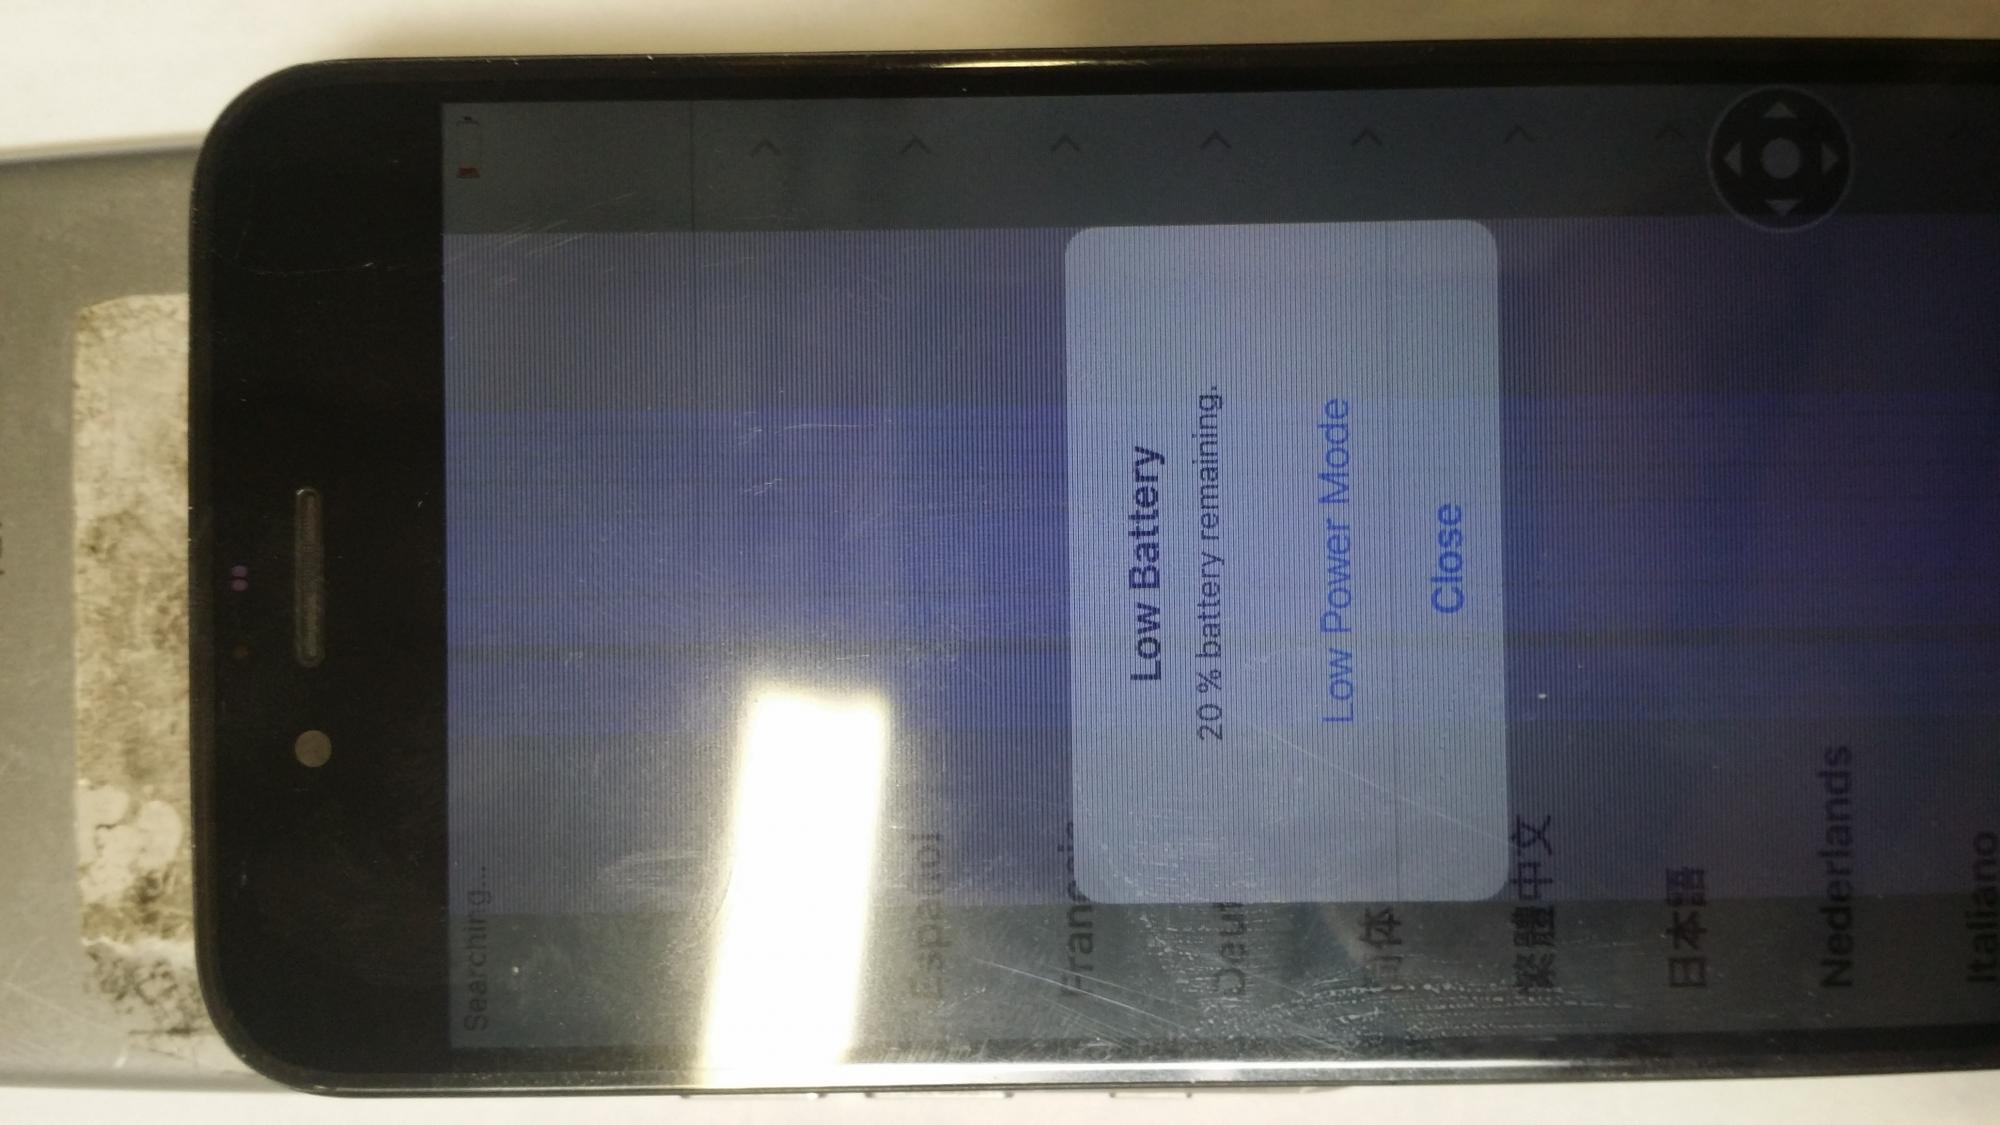 Searching...
Español
Low Battery
20 % battery remaining.
Low Power Mode
Close
繁體中文
日本語
Nederlands
Italiano